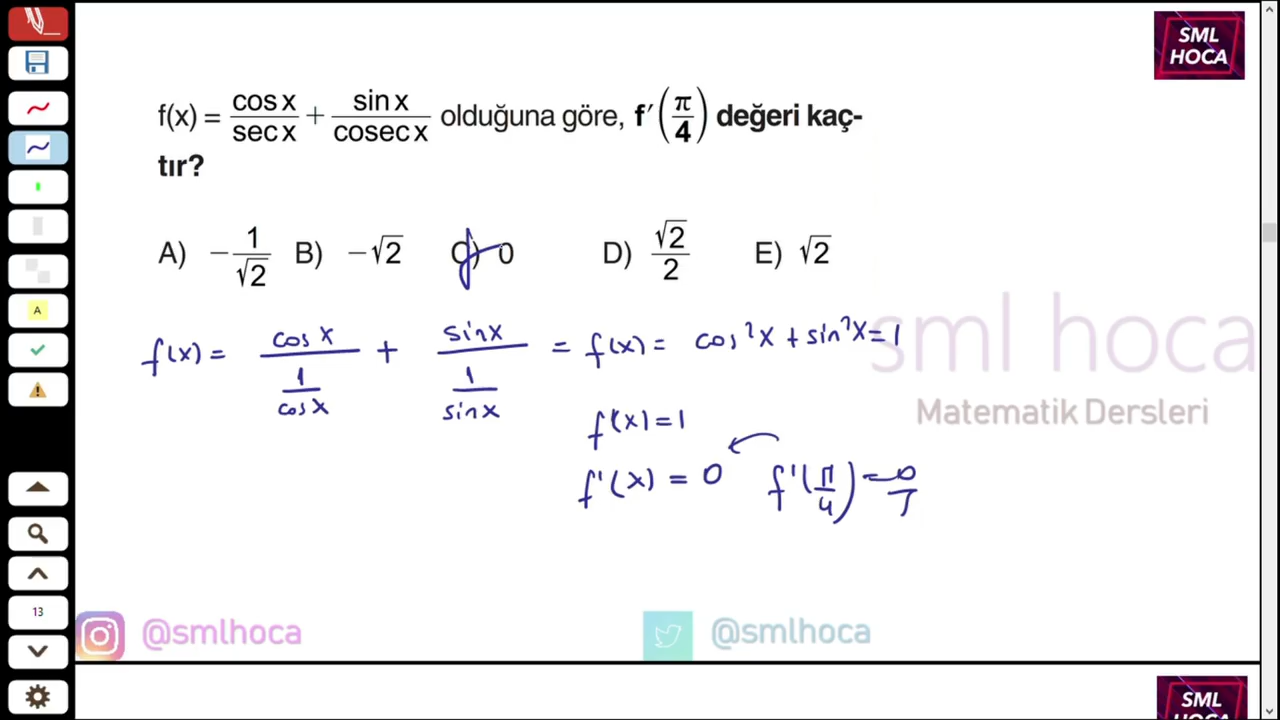 SML
HOCA
f(x) = cos x / sec x + sin x / cosec x olduğuna göre, f′(π/4) değeri kaç-
tır?
A) −1/√2 B) −√2 C) 0 D) √2/2 E) √2
f(x) = cos x / (1/cos x) + sin x / (1/sin x) = f(x) = cos²x + sin²x = 1
f'(x) = 1
f'(x) = 0 f'(π/4) = 0
sml hoca
Matematik Dersleri
A
13
@smlhoca @smlhoca
SML
HOCA